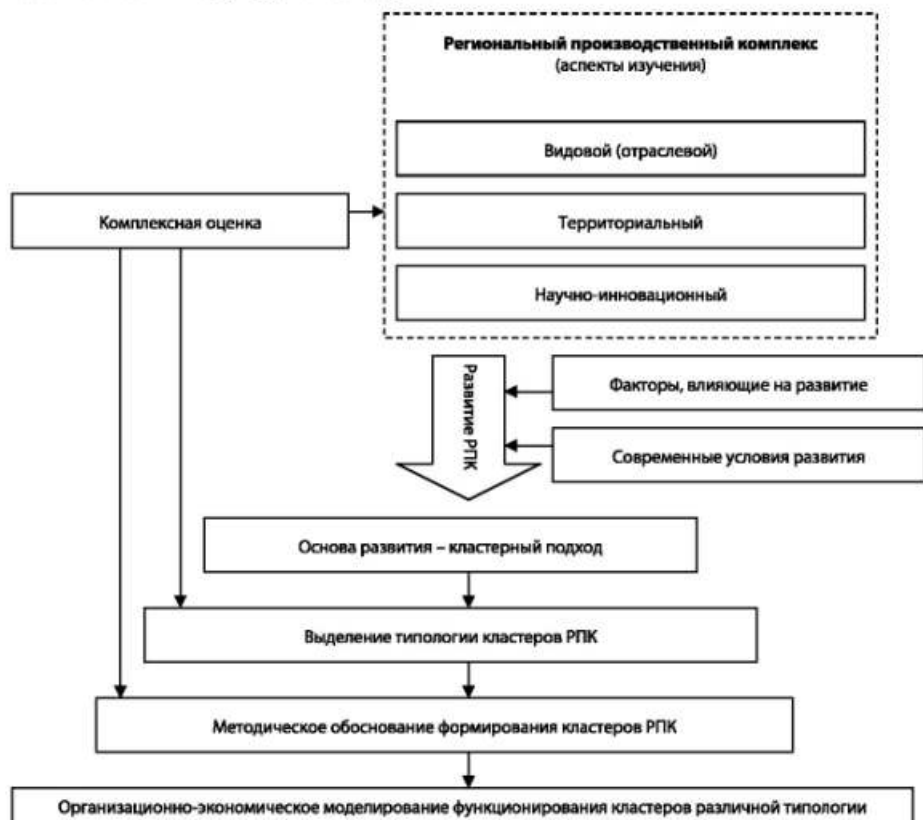 Региональный производственный комплекс
(аспекты изучения)
Видовой (отраслевой)
Комплексная оценка
Территориальный
Научно-инновационный
Развитие РПК
Факторы, влияющие на развитие
Современные условия развития
Основа развития – кластерный подход
Выделение типологии кластеров РПК
Методическое обоснование формирования кластеров РПК
Организационно-экономическое моделирование функционирования кластеров различной типологии